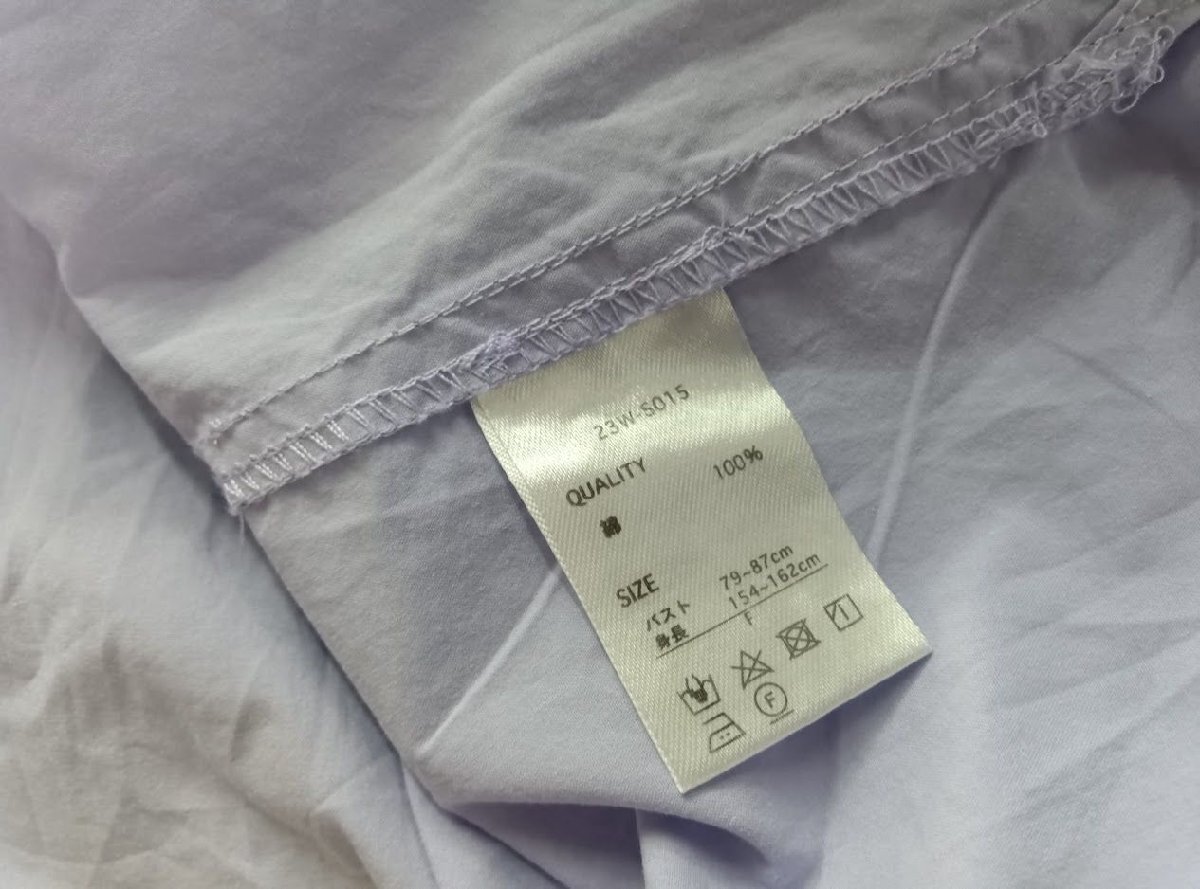 23W-S015
QUALITY 100%
綿
SIZE
バスト 79~87cm
身長 154~162cm
F
F